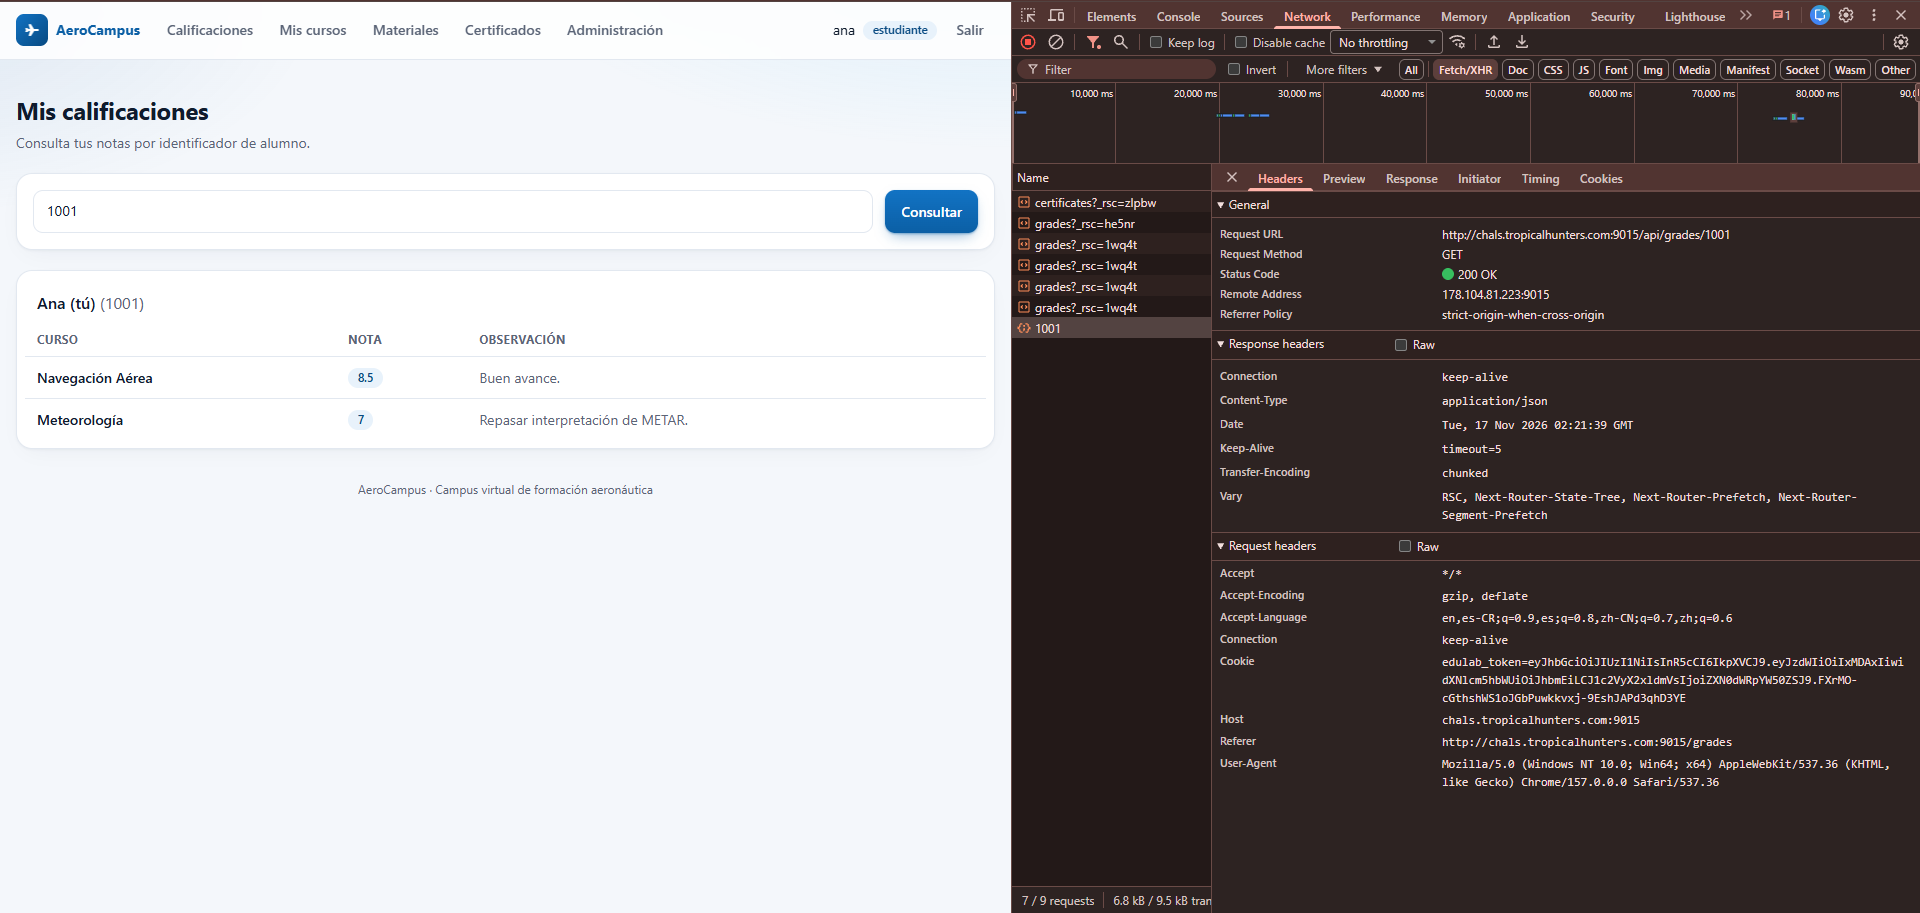 AeroCampus Calificaciones Mis cursos Materiales Certificados Administración ana estudiante Salir
Mis calificaciones
Consulta tus notas por identificador de alumno.
1001 Consultar
Ana (tú) (1001)
CURSO NOTA OBSERVACIÓN
Navegación Aérea 8.5 Buen avance.
Meteorología 7 Repasar interpretación de METAR.
AeroCampus · Campus virtual de formación aeronáutica
Elements Console Sources Network Performance Memory Application Security Lighthouse 1
Keep log Disable cache No throttling
Filter Invert More filters All Fetch/XHR Doc CSS JS Font Img Media Manifest Socket Wasm Other
10,000 ms 20,000 ms 30,000 ms 40,000 ms 50,000 ms 60,000 ms 70,000 ms 80,000 ms 90,0
Name
certificates?_rsc=zlpbw
grades?_rsc=he5nr
grades?_rsc=1wq4t
grades?_rsc=1wq4t
grades?_rsc=1wq4t
grades?_rsc=1wq4t
1001
7 / 9 requests 6.8 kB / 9.5 kB tran
Headers Preview Response Initiator Timing Cookies
General
Request URL http://chals.tropicalhunters.com:9015/api/grades/1001
Request Method GET
Status Code 200 OK
Remote Address 178.104.81.223:9015
Referrer Policy strict-origin-when-cross-origin
Response headers Raw
Connection keep-alive
Content-Type application/json
Date Tue, 17 Nov 2026 02:21:39 GMT
Keep-Alive timeout=5
Transfer-Encoding chunked
Vary RSC, Next-Router-State-Tree, Next-Router-Prefetch, Next-Router-
Segment-Prefetch
Request headers Raw
Accept */*
Accept-Encoding gzip, deflate
Accept-Language en,es-CR;q=0.9,es;q=0.8,zh-CN;q=0.7,zh;q=0.6
Connection keep-alive
Cookie edulab_token=eyJhbGciOiJIUzI1NiIsInR5cCI6IkpXVCJ9.eyJzdWIiOiIxMDAxIiwi
dXNlcm5hbWUiOiJhbmEiLCJ1c2VyX2xldmVsIjoiZXN0dWRpYW50ZSJ9.FXrMO-
cGthshWS1oJGbPuwkkvxj-9EshJAPd3qhD3YE
Host chals.tropicalhunters.com:9015
Referer http://chals.tropicalhunters.com:9015/grades
User-Agent Mozilla/5.0 (Windows NT 10.0; Win64; x64) AppleWebKit/537.36 (KHTML,
like Gecko) Chrome/157.0.0.0 Safari/537.36